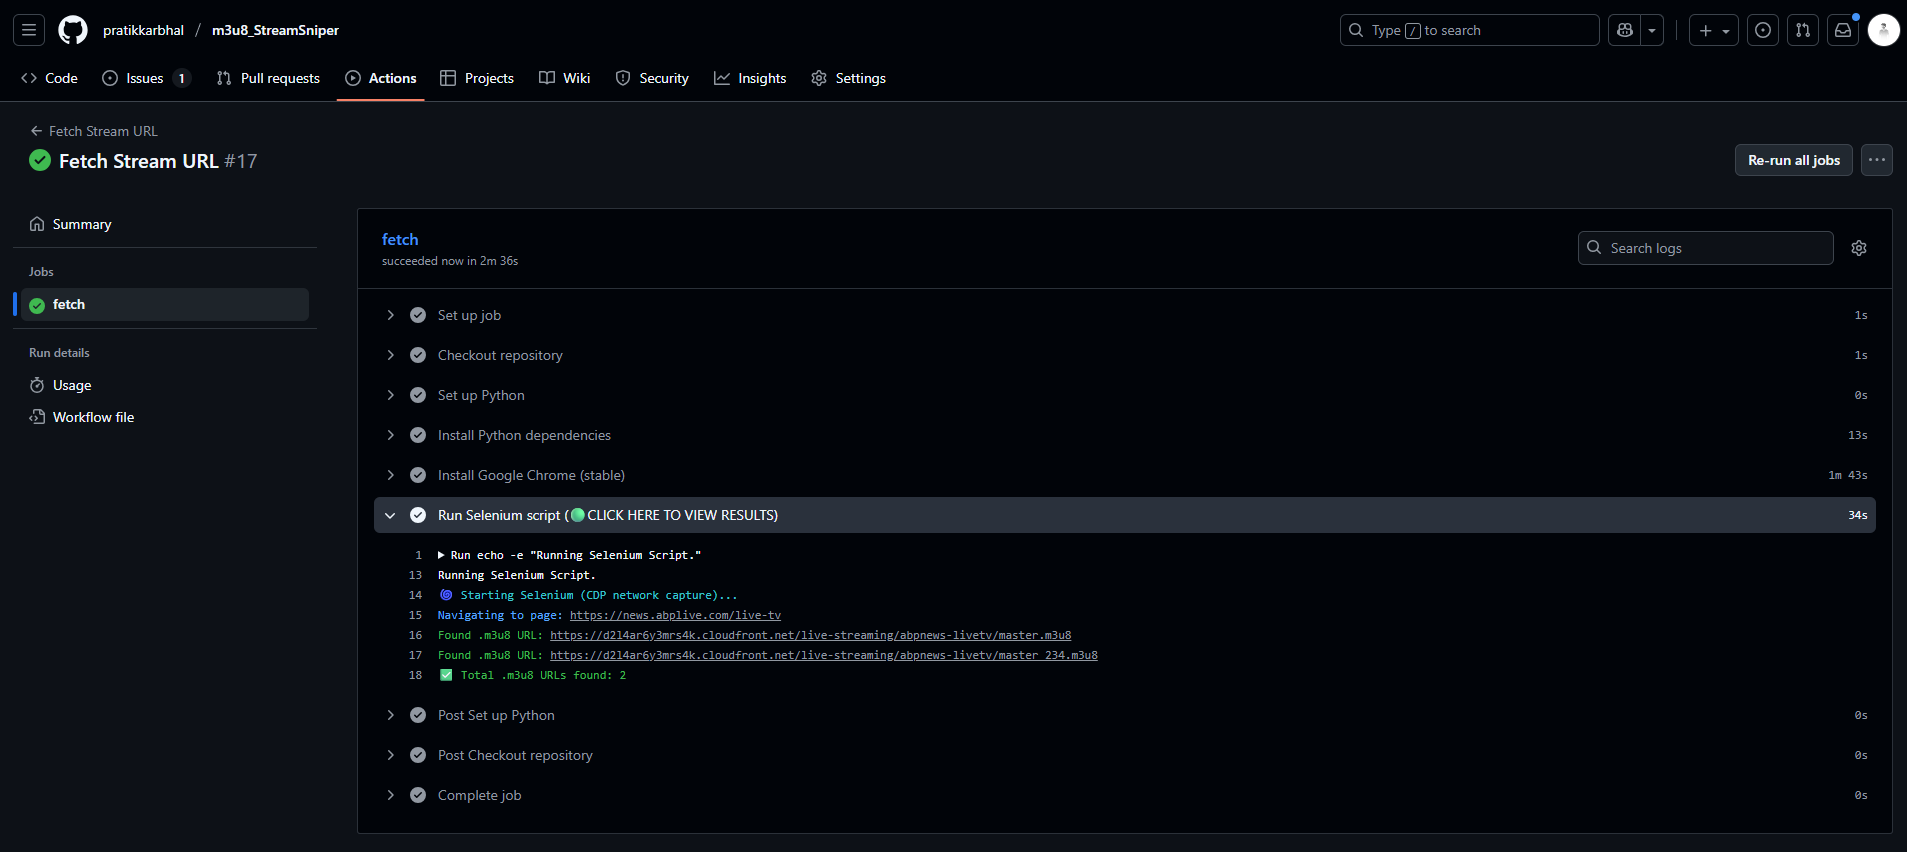 pratikkarbhal / m3u8_StreamSniper
Type / to search
Code
Issues 1
Pull requests
Actions
Projects
Wiki
Security
Insights
Settings
Fetch Stream URL
Fetch Stream URL #17
Re-run all jobs
Summary
Jobs
fetch
Run details
Usage
Workflow file
fetch
succeeded now in 2m 36s
Search logs
Set up job 1s
Checkout repository 1s
Set up Python 0s
Install Python dependencies 13s
Install Google Chrome (stable) 1m 43s
Run Selenium script (🟢CLICK HERE TO VIEW RESULTS) 34s
1 ▶ Run echo -e "Running Selenium Script."
13 Running Selenium Script.
14 🌀 Starting Selenium (CDP network capture)...
15 Navigating to page: https://news.abplive.com/live-tv
16 Found .m3u8 URL: https://d2l4ar6y3mrs4k.cloudfront.net/live-streaming/abpnews-livetv/master.m3u8
17 Found .m3u8 URL: https://d2l4ar6y3mrs4k.cloudfront.net/live-streaming/abpnews-livetv/master_234.m3u8
18 ✅ Total .m3u8 URLs found: 2
Post Set up Python 0s
Post Checkout repository 0s
Complete job 0s